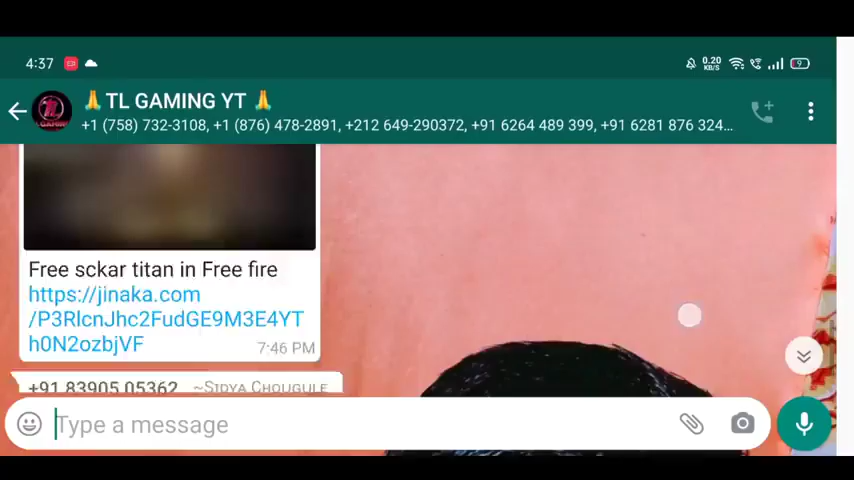 4:37
0.20
KB/S
9
🙏TL GAMING YT 🙏
+1 (758) 732-3108, +1 (876) 478-2891, +212 649-290372, +91 6264 489 399, +91 6281 876 324...
Free sckar titan in Free fire
https://jinaka.com
/P3RlcnJhc2FudGE9M3E4YT
h0N2ozbjVF
7:46 PM
+91 83905 05362 ~SIDYA CHOUGULE
Type a message